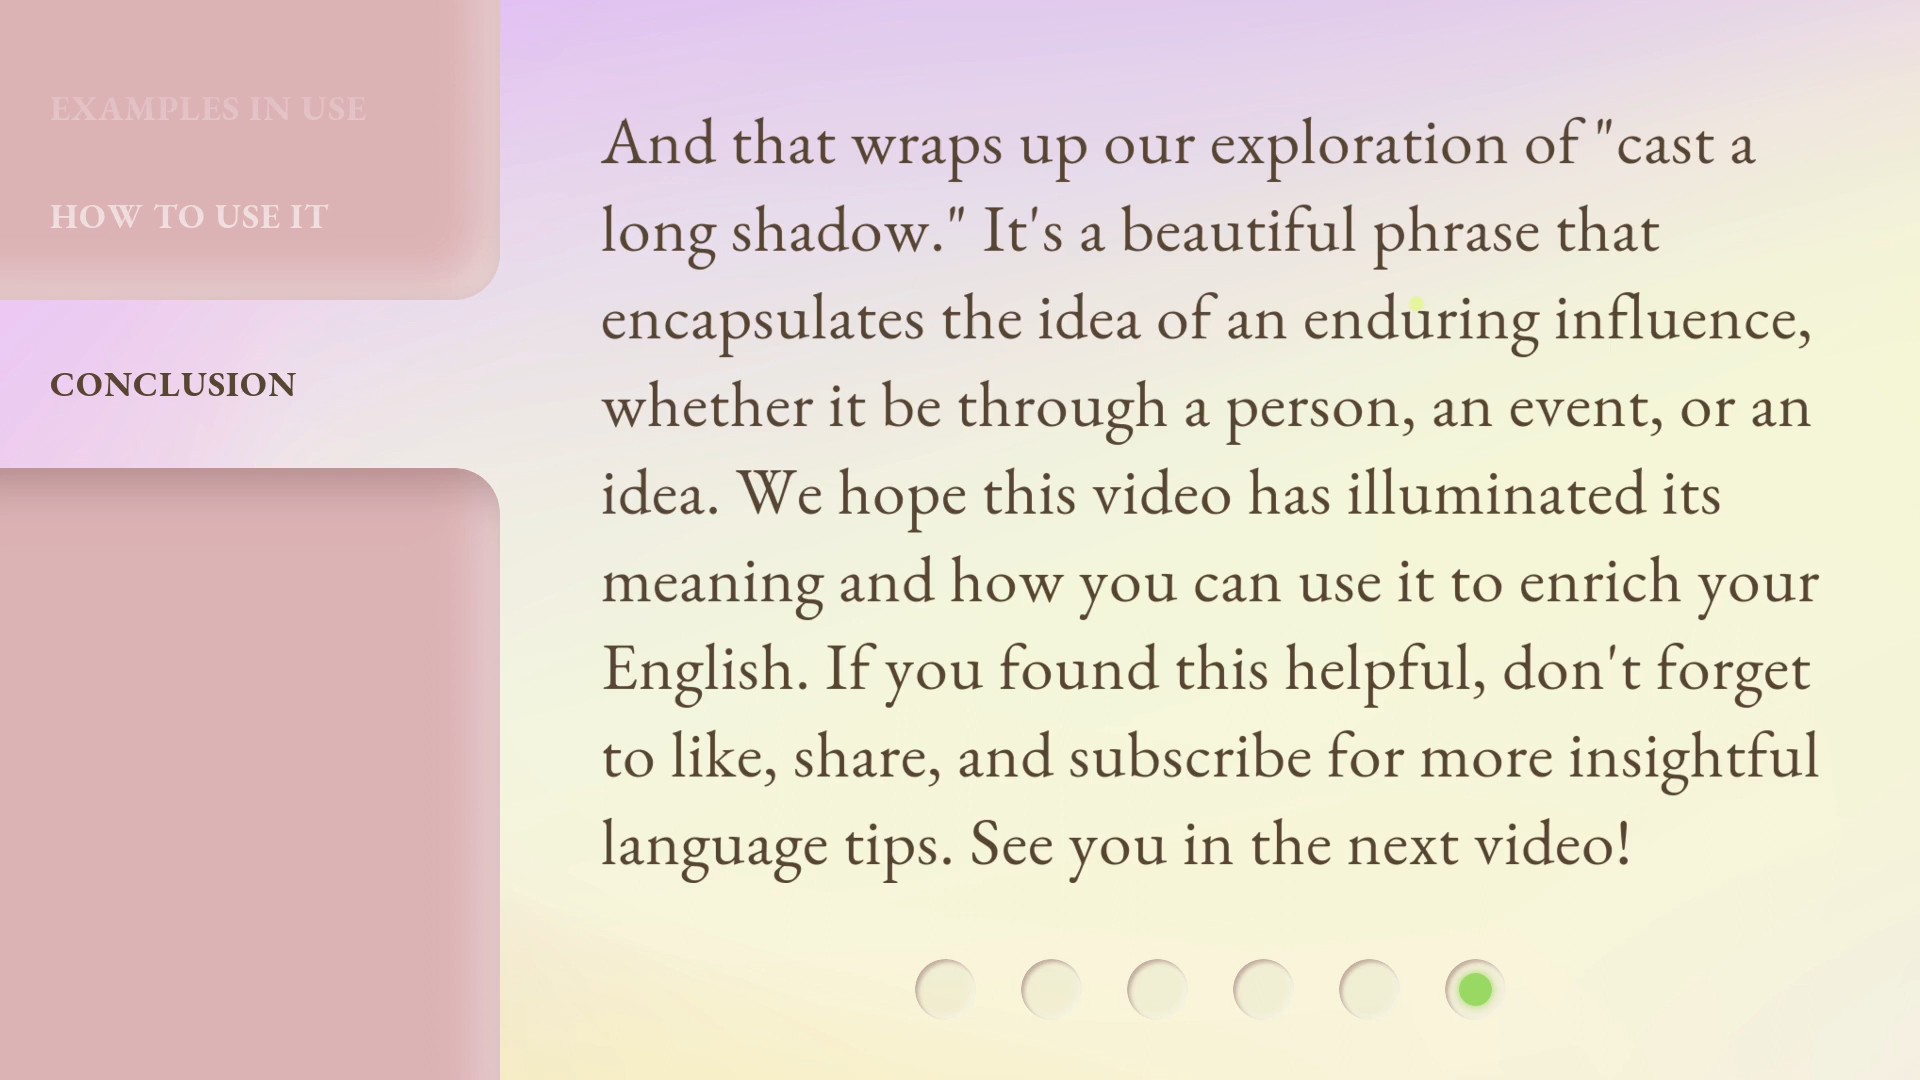 EXAMPLES IN USE
HOW TO USE IT
CONCLUSION
And that wraps up our exploration of "cast a
long shadow." It's a beautiful phrase that
encapsulates the idea of an enduring influence,
whether it be through a person, an event, or an
idea. We hope this video has illuminated its
meaning and how you can use it to enrich your
English. If you found this helpful, don't forget
to like, share, and subscribe for more insightful
language tips. See you in the next video!